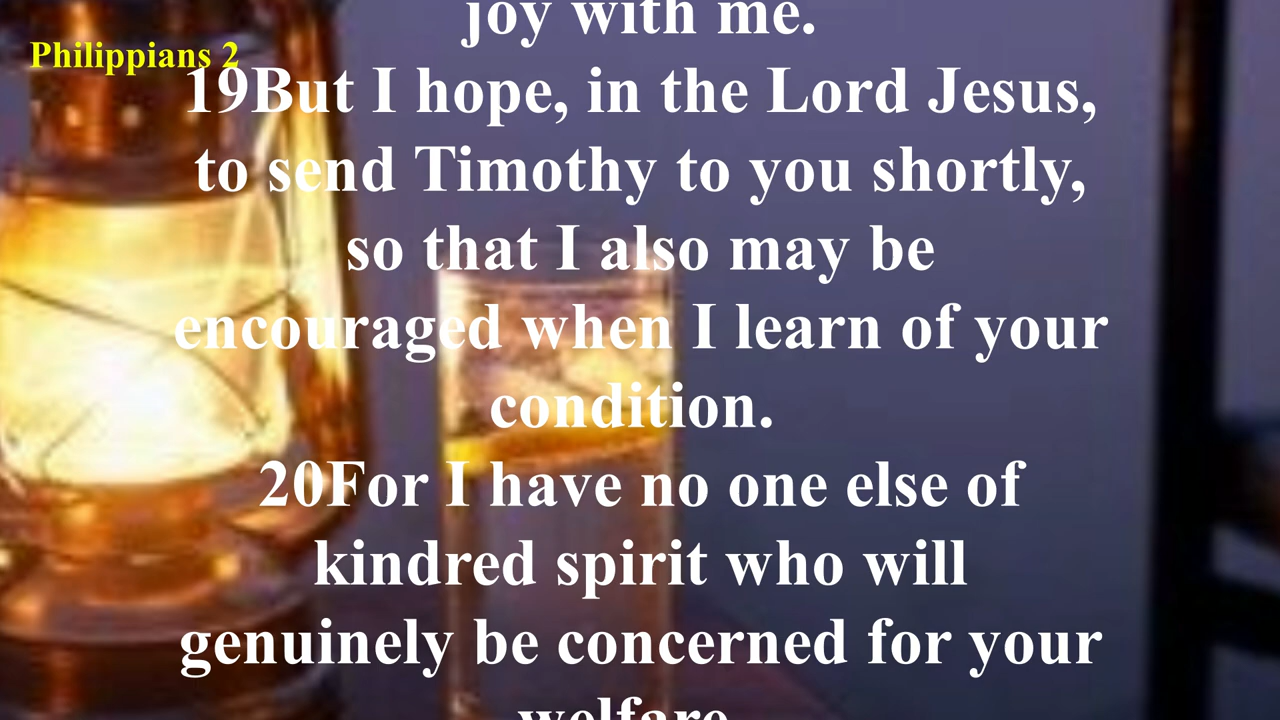 joy with me.
Philippians 2
19But I hope, in the Lord Jesus,
to send Timothy to you shortly,
so that I also may be
encouraged when I learn of your
condition.
20For I have no one else of
kindred spirit who will
genuinely be concerned for your
welfare